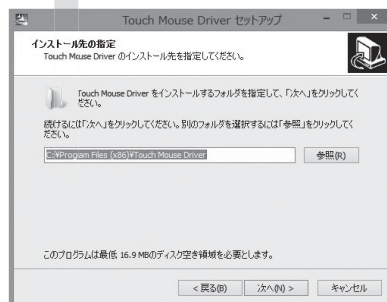 Touch Mouse Driver セットアップ
インストール先の指定
Touch Mouse Driver のインストール先を指定してください。
Touch Mouse Driver をインストールするフォルダを指定して、「次へ」をクリックしてく
ださい。
続けるには「次へ」をクリックしてください。別のフォルダを選択するには「参照」をクリックしてく
ださい。
C:¥Program Files (x86)¥Touch Mouse Driver
参照(R)
このプログラムは最低 16.9 MBのディスク空き領域を必要とします。
< 戻る(B)
次へ(N) >
キャンセル